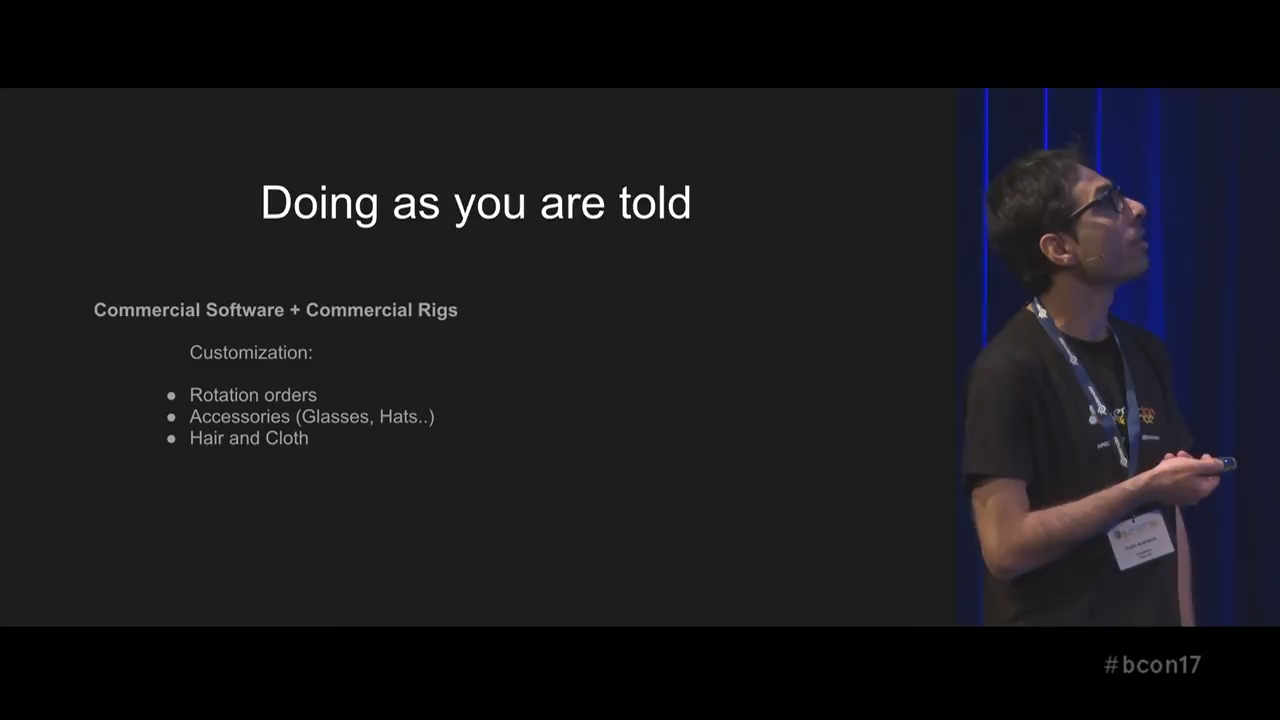 Doing as you are told
Commercial Software + Commercial Rigs
Customization:
● Rotation orders
● Accessories (Glasses, Hats..)
● Hair and Cloth
#bcon17